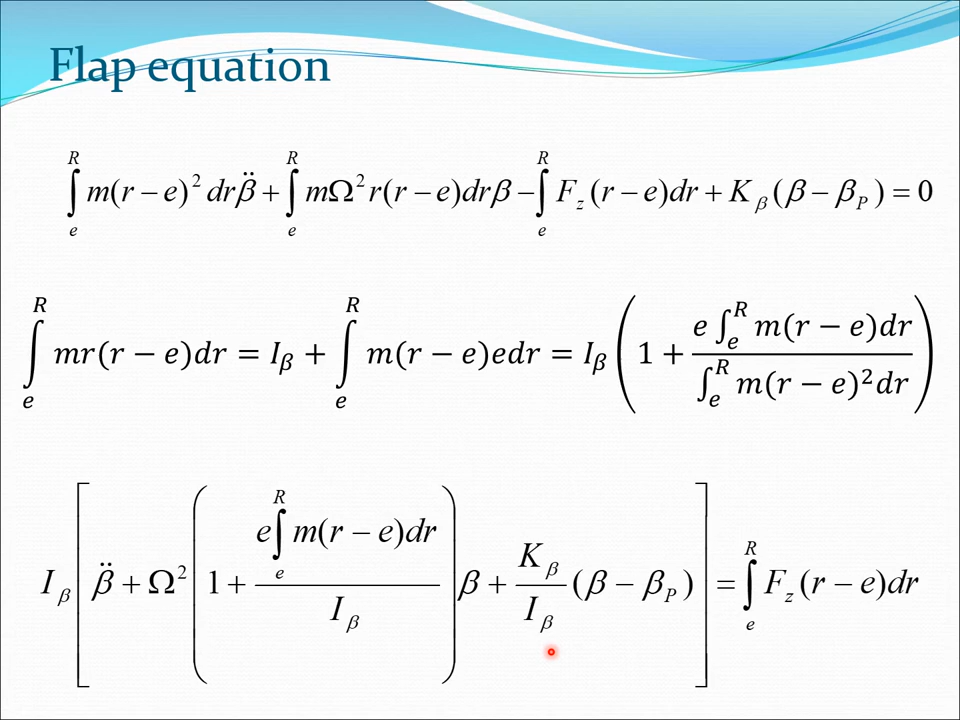 Flap equation
∫_e^R m(r − e)² dr β̈ + ∫_e^R mΩ² r(r − e)dr β − ∫_e^R F_z (r − e)dr + K_β (β − β_P) = 0
∫_e^R mr(r − e)dr = I_β + ∫_e^R m(r − e)edr = I_β (1 + (e ∫_e^R m(r − e)dr) / (∫_e^R m(r − e)²dr))
I_β [β̈ + Ω² (1 + (e ∫_e^R m(r − e)dr) / I_β) β + (K_β / I_β)(β − β_P)] = ∫_e^R F_z (r − e)dr